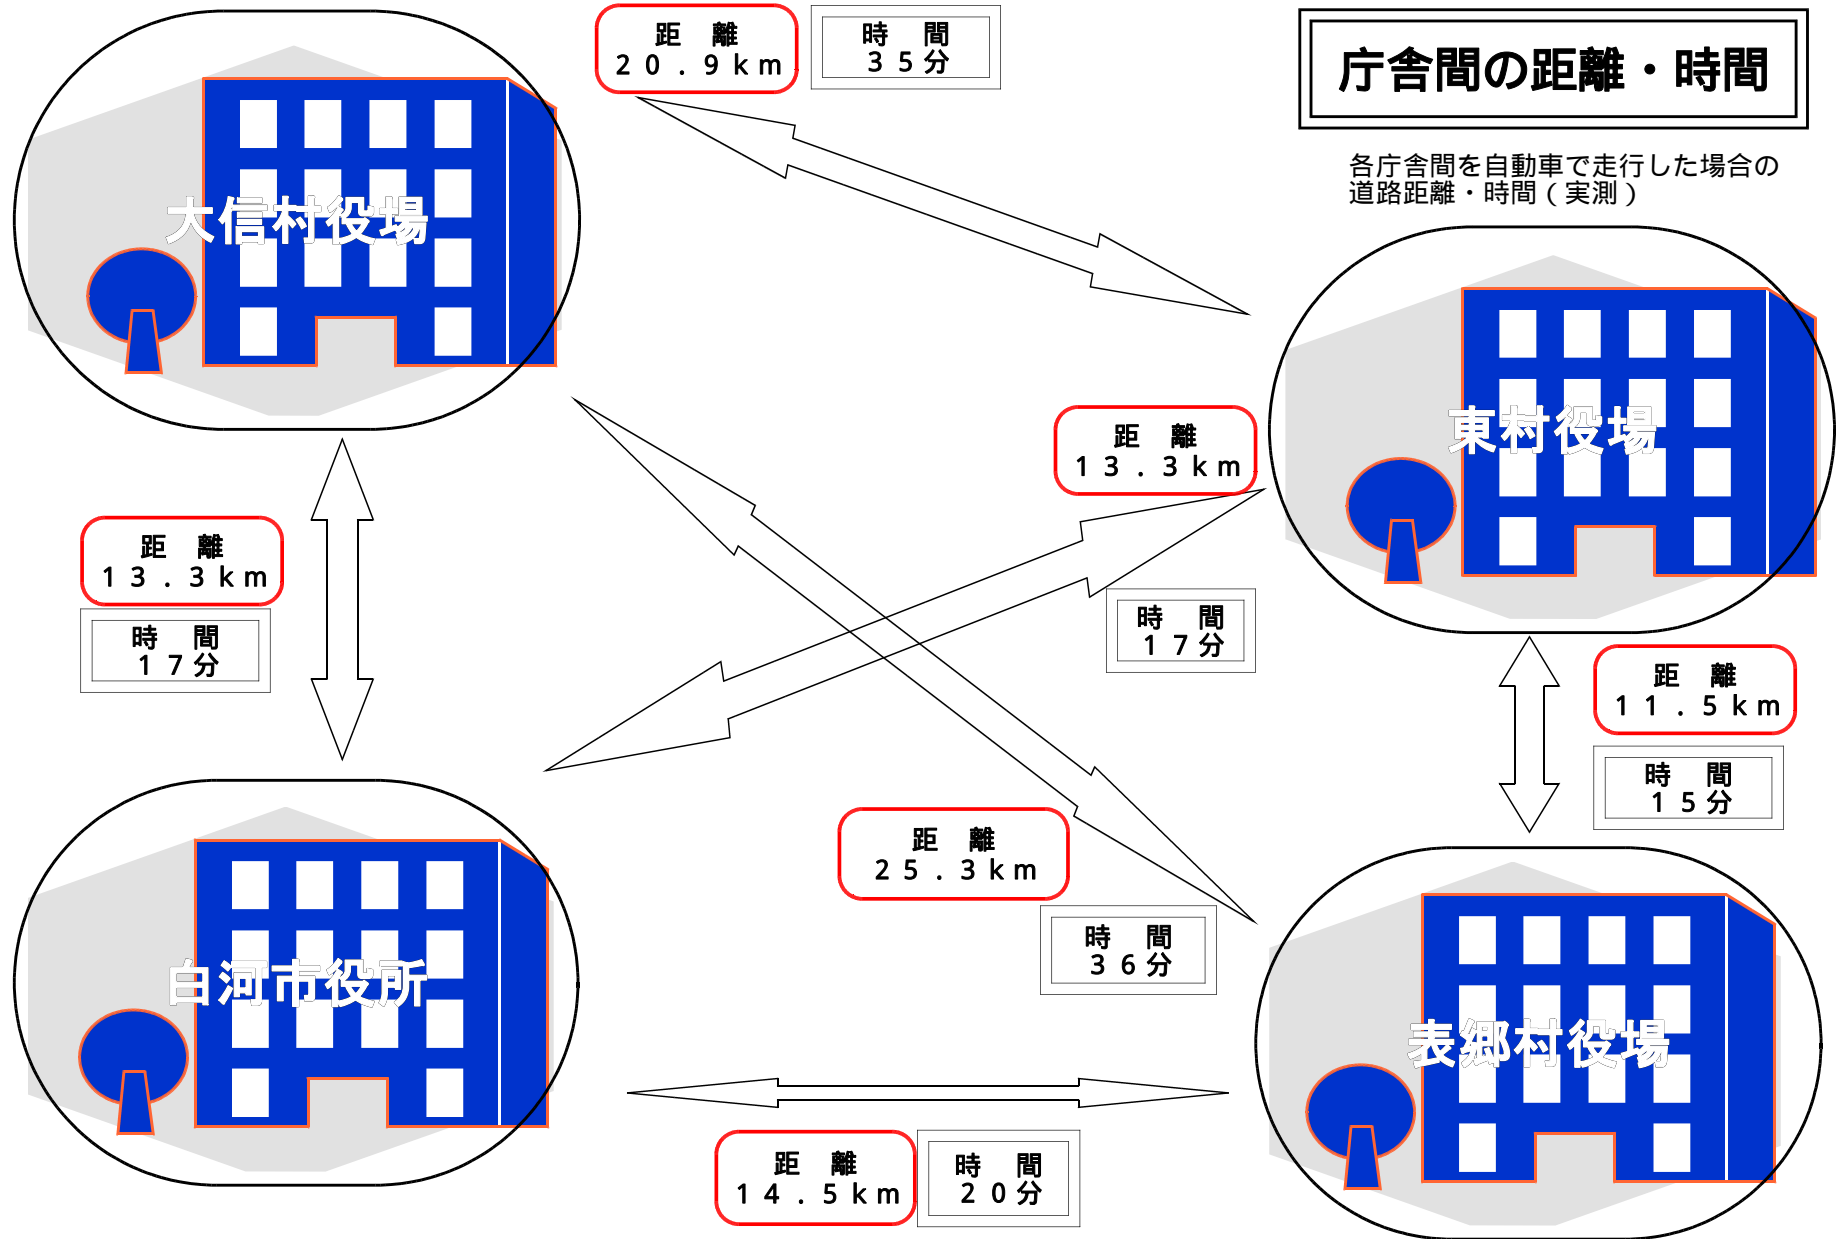 庁舎間の距離・時間
各庁舎間を自動車で走行した場合の
道路距離・時間（実測）
距　離
２０．９ｋｍ
時　間
３５分
大信村役場
東村役場
距　離
１３．３ｋｍ
時　間
１７分
距　離
１３．３ｋｍ
時　間
１７分
距　離
１１．５ｋｍ
時　間
１５分
距　離
２５．３ｋｍ
時　間
３６分
白河市役所
表郷村役場
距　離
１４．５ｋｍ
時　間
２０分